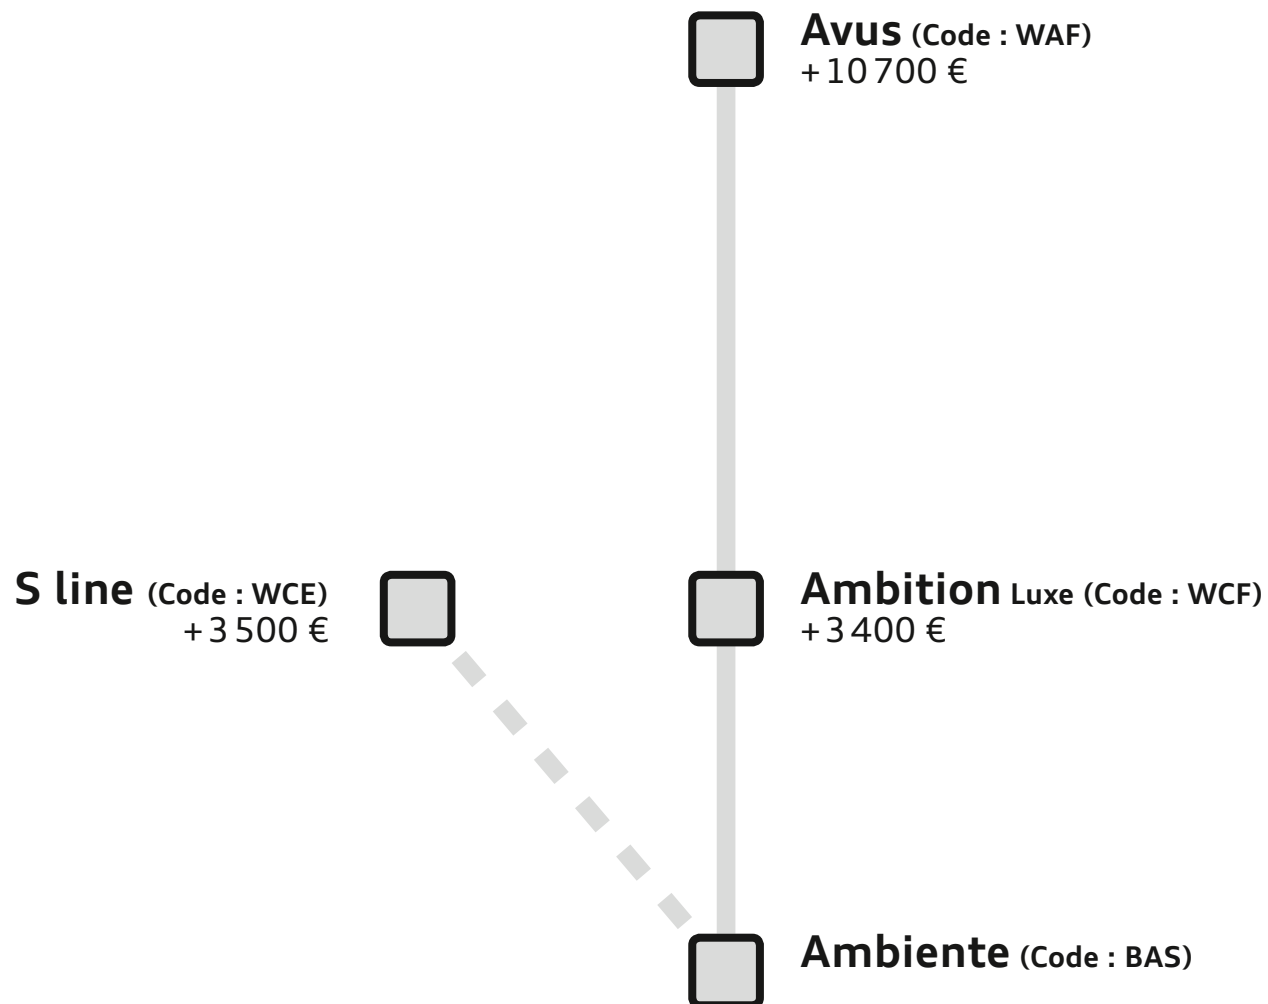 Avus (Code : WAF)
+10 700 €
S line (Code : WCE)
+3 500 €
Ambition Luxe (Code : WCF)
+3 400 €
Ambiente (Code : BAS)